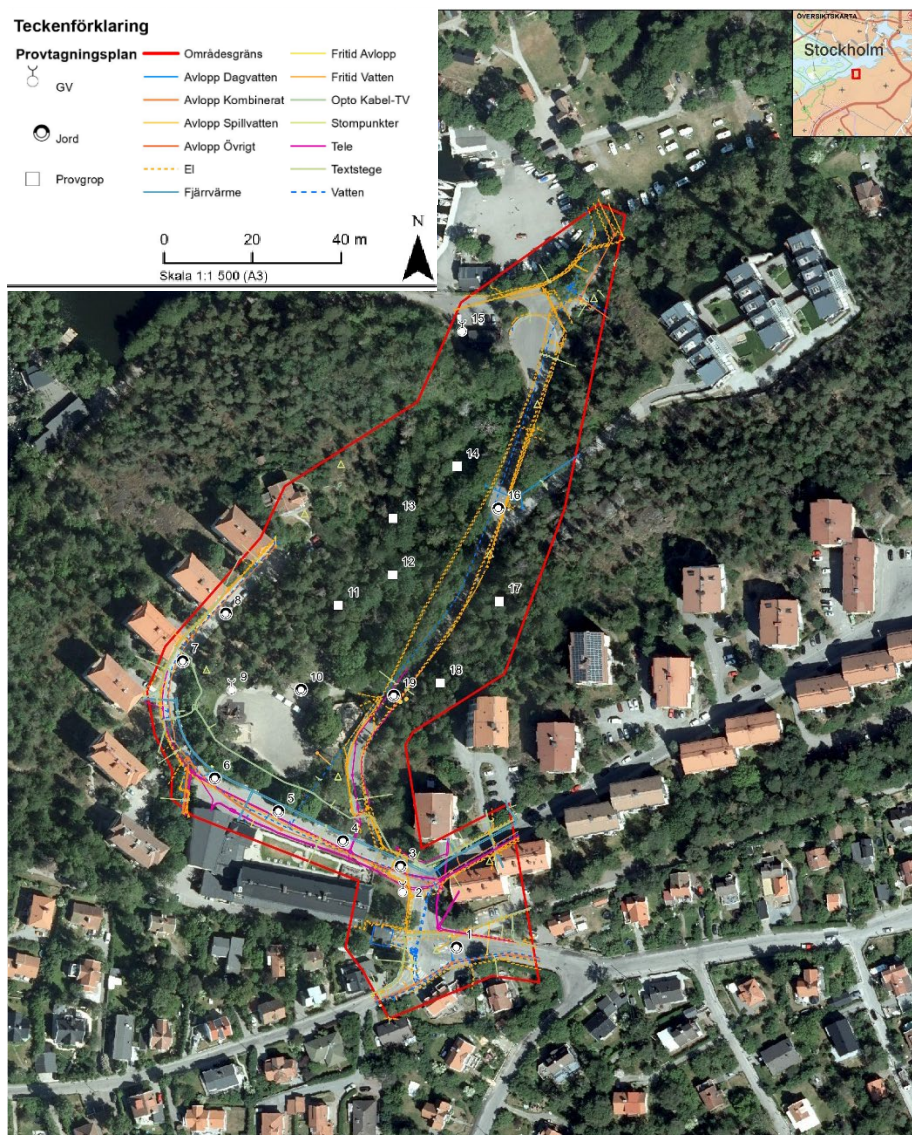 Teckenförklaring
Provtagningsplan
GV
Jord
Provgrop
Områdesgräns
Avlopp Dagvatten
Avlopp Kombinerat
Avlopp Spillvatten
Avlopp Övrigt
El
Fjärrvärme
Fritid Avlopp
Fritid Vatten
Opto Kabel-TV
Stompunkter
Tele
Textstege
Vatten
0 20 40 m
Skala 1:1 500 (A3)
N
ÖVERSIKTSKARTA
Stockholm
15
14
16
13
12
11
17
8
7
9
10
19
18
6
5
4
3
2
1